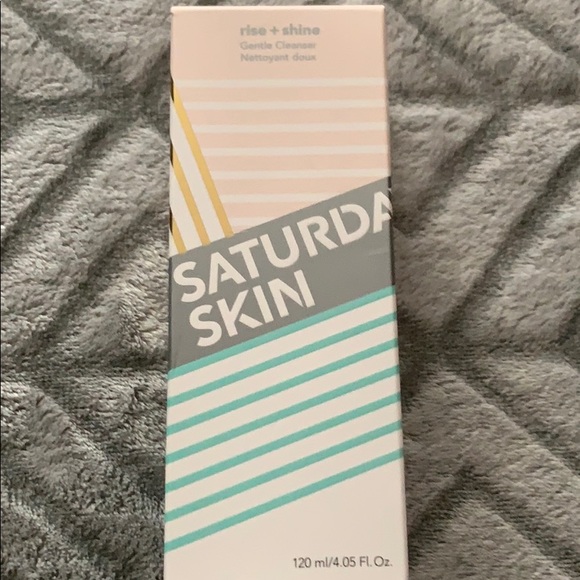 rise + shine
Gentle Cleanser
Nettoyant doux
SATURDA
SKIN
120 ml/4.05 Fl. Oz.